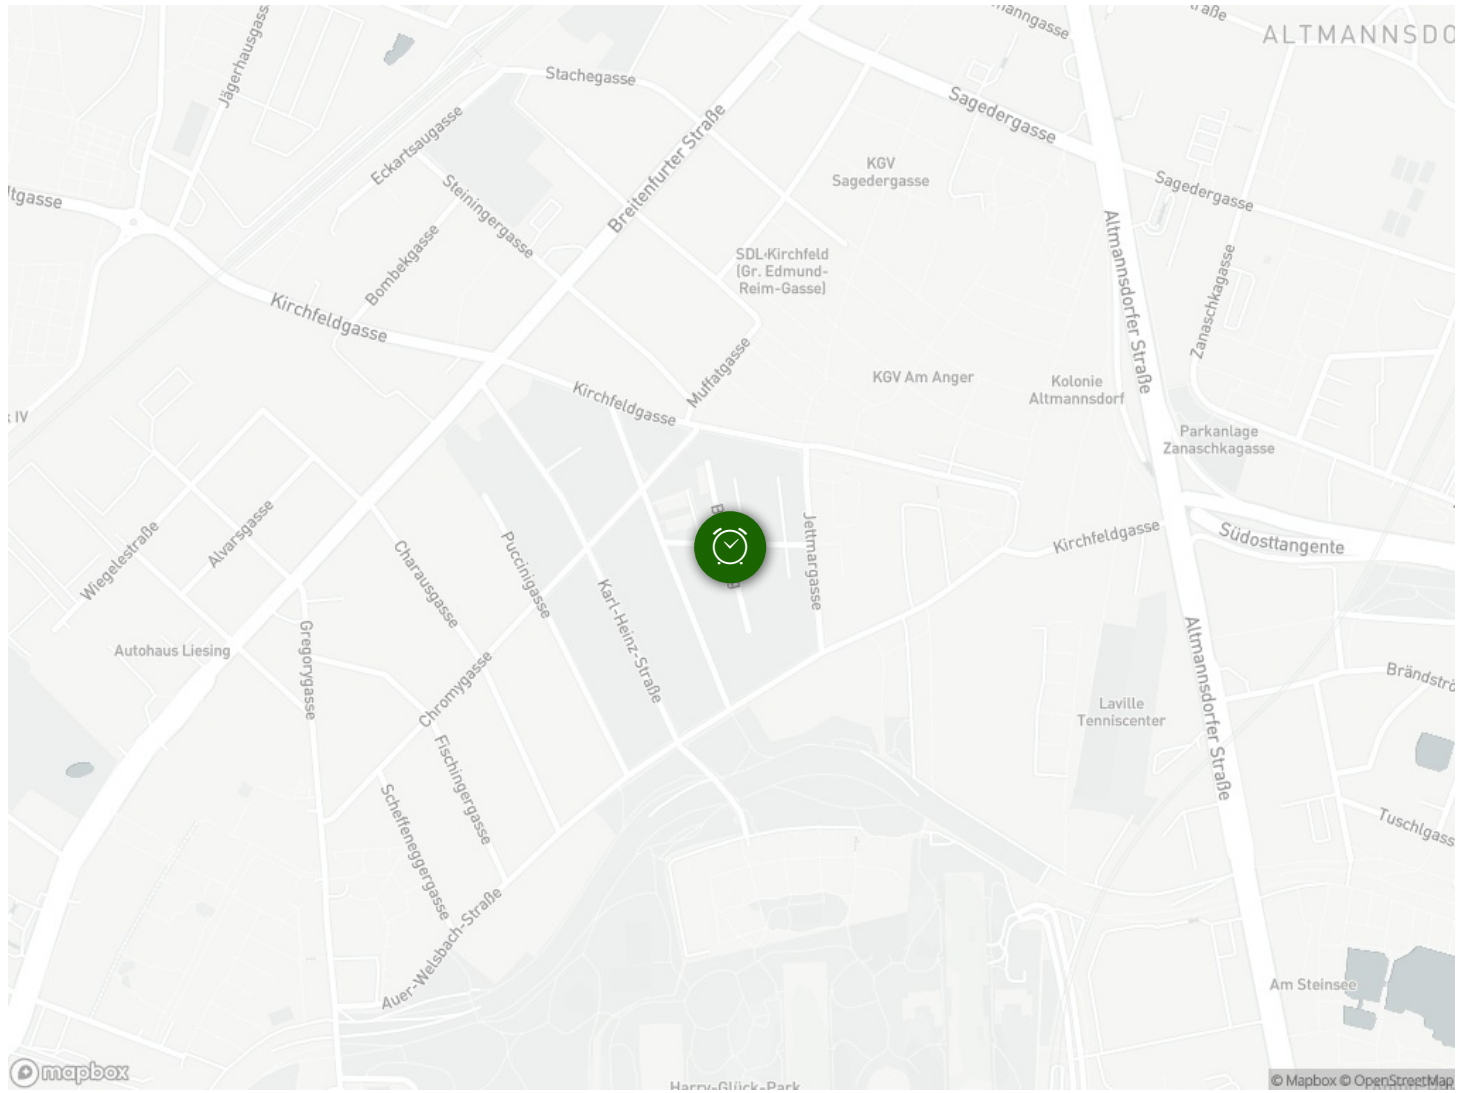 Jägerhausgasse
Stachegasse
Eckartsaugasse
Steiningergasse
Breitenfurter Straße
Sagedergasse
ALTMANNSDO
KGV
Sagedergasse
Sagedergasse
Altmannsdorfer Straße
Zanaschkagasse
SDL-Kirchfeld
(Gr. Edmund-
Reim-Gasse)
Bombekgasse
Kirchfeldgasse
Muffatgasse
Kirchfeldgasse
KGV Am Anger
Kolonie
Altmannsdorf
Parkanlage
Zanaschkagasse
IV
Wiegelestraße
Alvarsgasse
Charausgasse
Puccinigasse
Karl-Heinz-Straße
Jettmargasse
Kirchfeldgasse
Südosttangente
Autohaus Liesing
Gregorygasse
Chromygasse
Fischingergasse
Scheffeneggergasse
Auer-Welsbach-Straße
Laville
Tenniscenter
Altmannsdorfer Straße
Brändströ
Tuschlgass
Am Steinsee
Harry-Glück-Park
mapbox
© Mapbox © OpenStreetMap